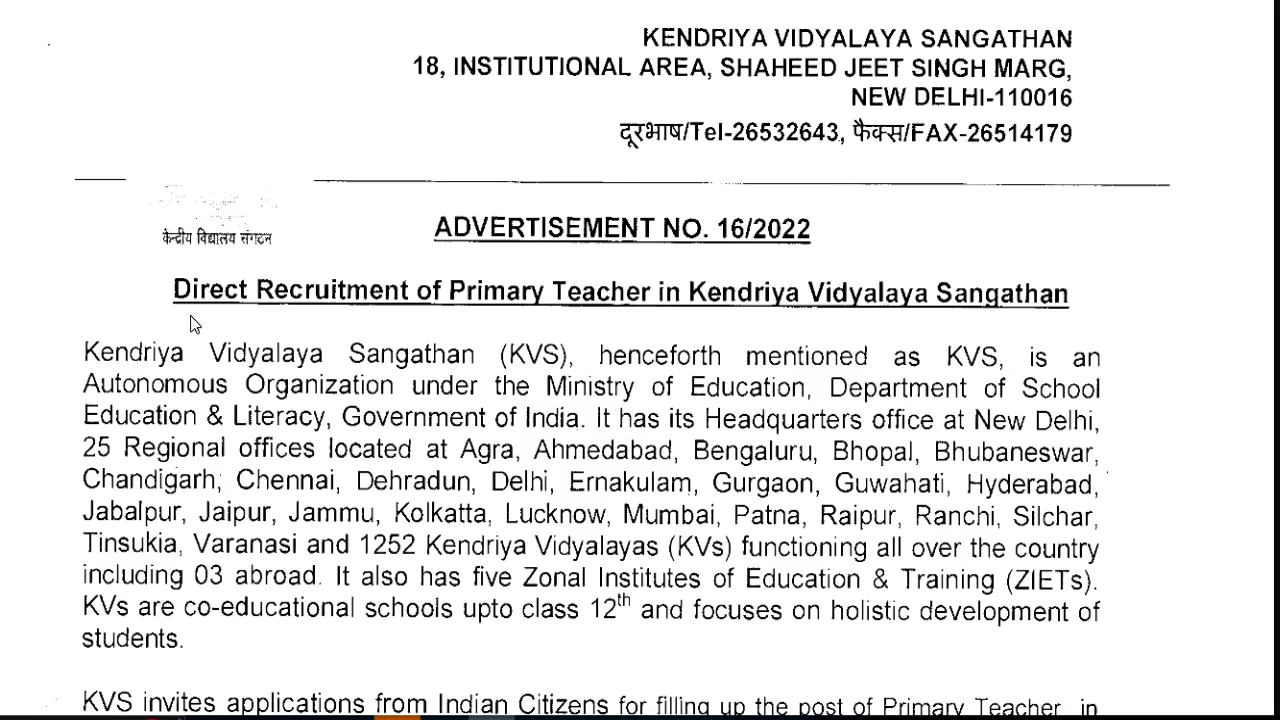 KENDRIYA VIDYALAYA SANGATHAN
18, INSTITUTIONAL AREA, SHAHEED JEET SINGH MARG,
NEW DELHI-110016
दूरभाष/Tel-26532643, फैक्स/FAX-26514179
केन्द्रीय विद्यालय संगठन
ADVERTISEMENT NO. 16/2022
Direct Recruitment of Primary Teacher in Kendriya Vidyalaya Sangathan
Kendriya Vidyalaya Sangathan (KVS), henceforth mentioned as KVS, is an
Autonomous Organization under the Ministry of Education, Department of School
Education & Literacy, Government of India. It has its Headquarters office at New Delhi,
25 Regional offices located at Agra, Ahmedabad, Bengaluru, Bhopal, Bhubaneswar,
Chandigarh, Chennai, Dehradun, Delhi, Ernakulam, Gurgaon, Guwahati, Hyderabad,
Jabalpur, Jaipur, Jammu, Kolkatta, Lucknow, Mumbai, Patna, Raipur, Ranchi, Silchar,
Tinsukia, Varanasi and 1252 Kendriya Vidyalayas (KVs) functioning all over the country
including 03 abroad. It also has five Zonal Institutes of Education & Training (ZIETs).
KVs are co-educational schools upto class 12th and focuses on holistic development of
students.
KVS invites applications from Indian Citizens for filling up the post of Primary Teacher in